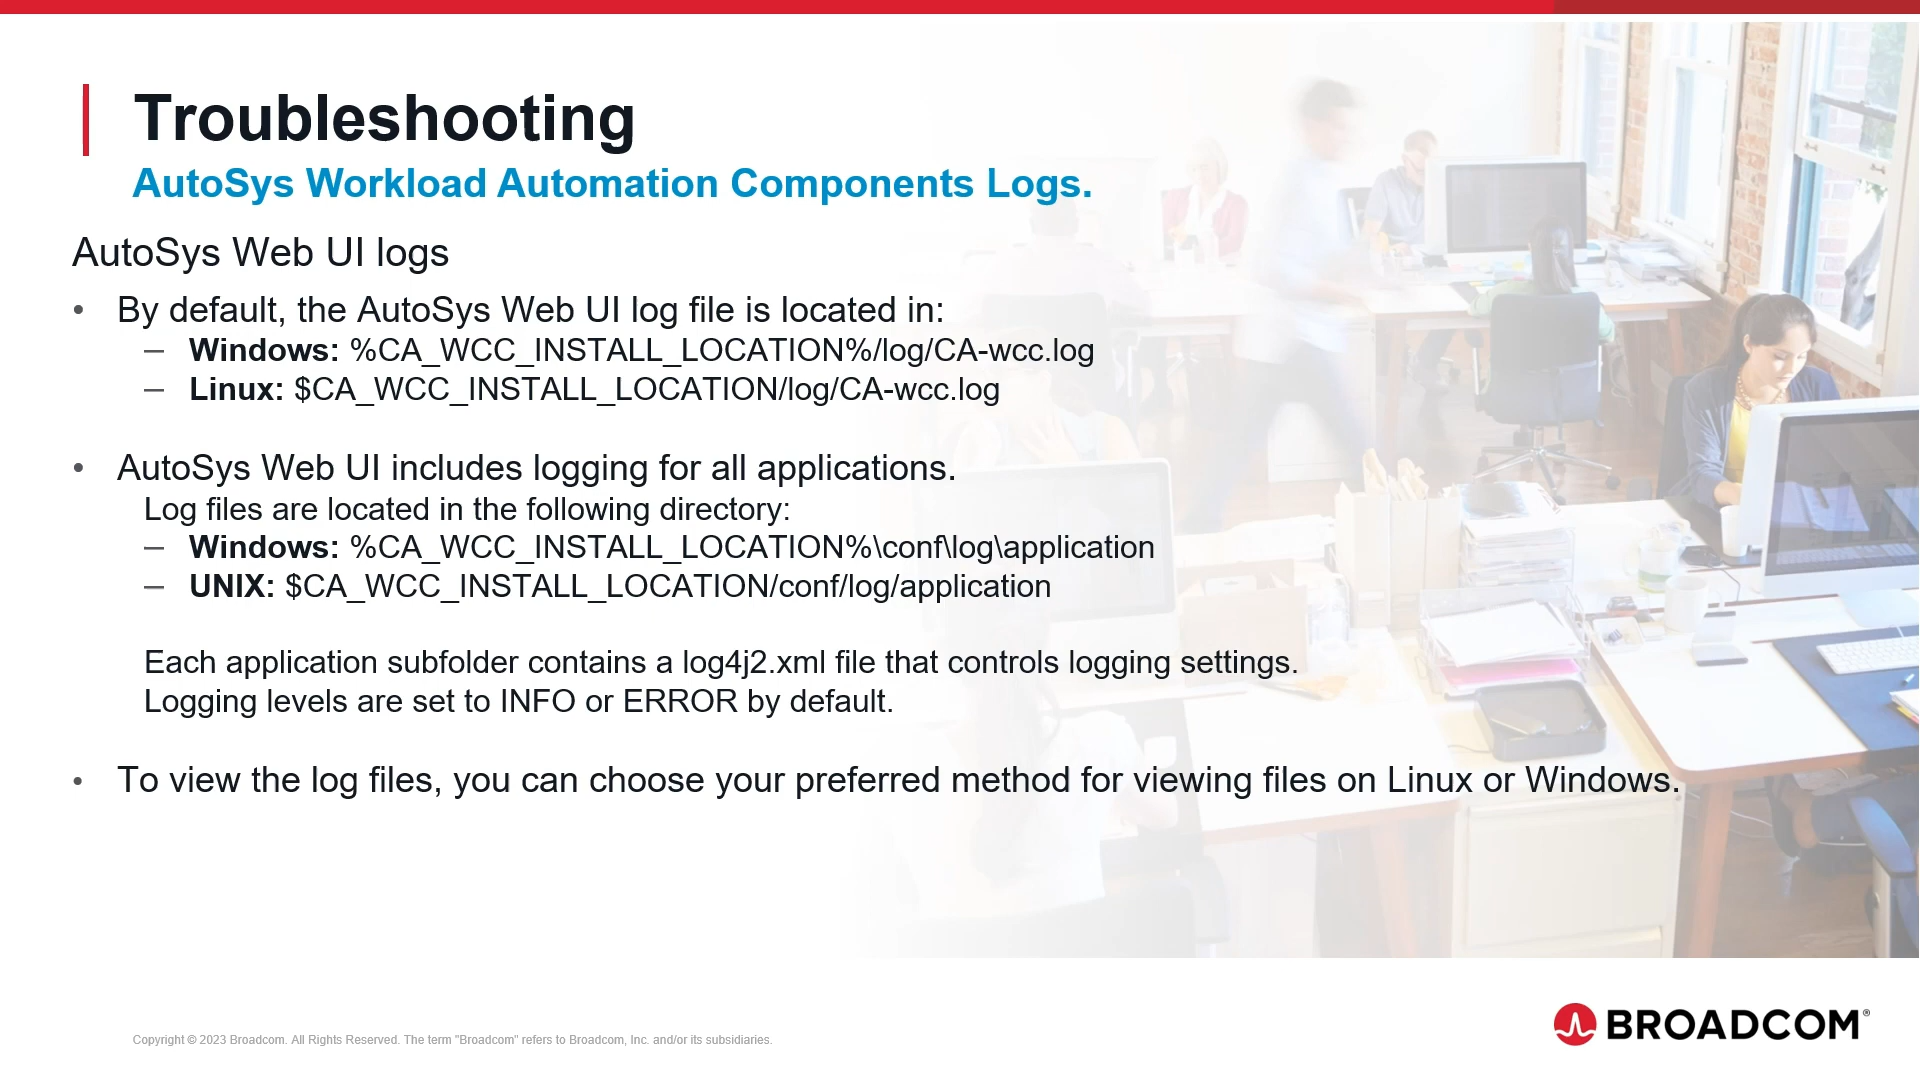 Troubleshooting
AutoSys Workload Automation Components Logs.
AutoSys Web UI logs
• By default, the AutoSys Web UI log file is located in:
– Windows: %CA_WCC_INSTALL_LOCATION%/log/CA-wcc.log
– Linux: $CA_WCC_INSTALL_LOCATION/log/CA-wcc.log
• AutoSys Web UI includes logging for all applications.
Log files are located in the following directory:
– Windows: %CA_WCC_INSTALL_LOCATION%\conf\log\application
– UNIX: $CA_WCC_INSTALL_LOCATION/conf/log/application
Each application subfolder contains a log4j2.xml file that controls logging settings.
Logging levels are set to INFO or ERROR by default.
• To view the log files, you can choose your preferred method for viewing files on Linux or Windows.
Copyright © 2023 Broadcom. All Rights Reserved. The term "Broadcom" refers to Broadcom, Inc. and/or its subsidiaries.
BROADCOM®